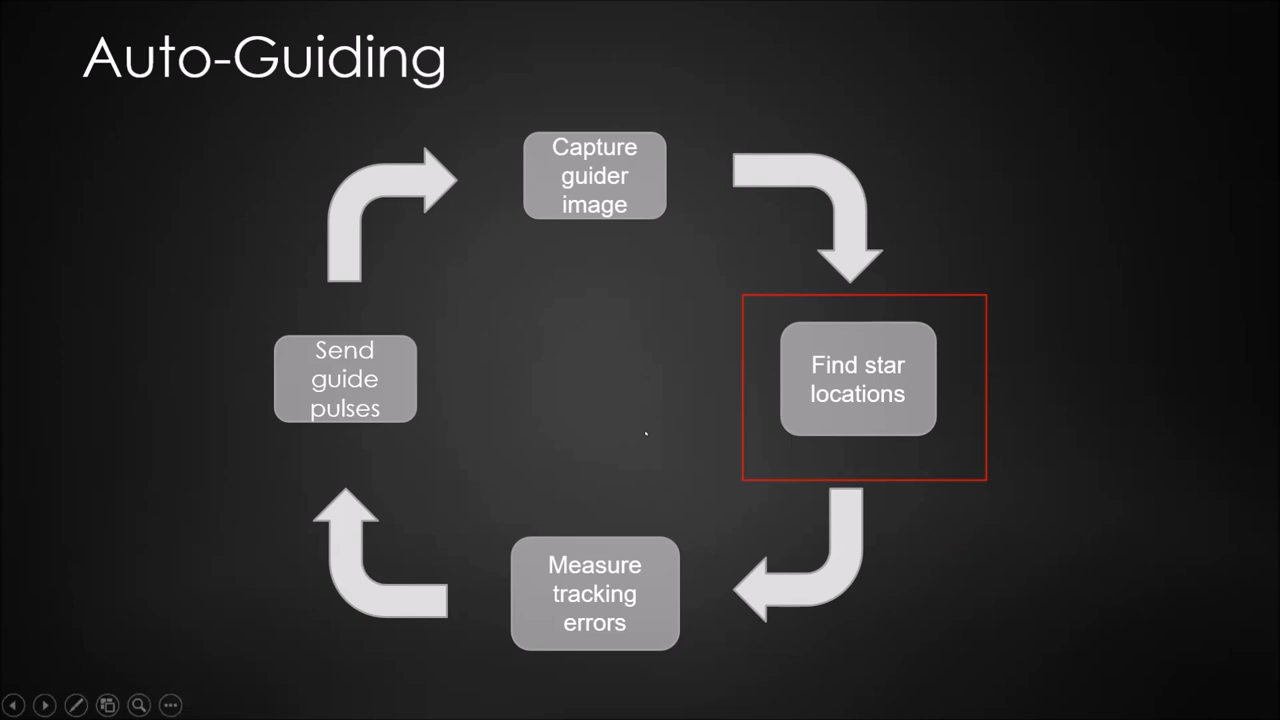 Auto-Guiding
Capture
guider
image
Find star
locations
Measure
tracking
errors
Send
guide
pulses